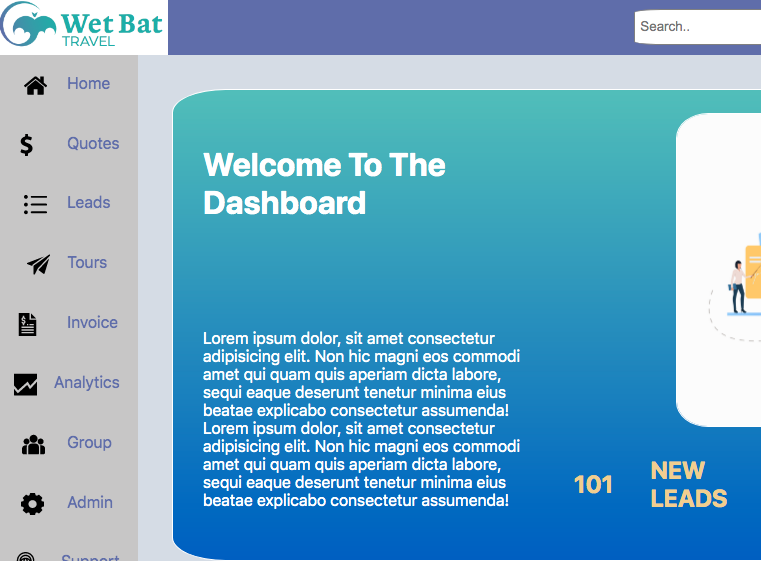 Wet Bat
TRAVEL
Search..
Home
Quotes
Leads
Tours
Invoice
Analytics
Group
Admin
Support
Welcome To The
Dashboard
Lorem ipsum dolor, sit amet consectetur
adipisicing elit. Non hic magni eos commodi
amet qui quam quis aperiam dicta labore,
sequi eaque deserunt tenetur minima eius
beatae explicabo consectetur assumenda!
Lorem ipsum dolor, sit amet consectetur
adipisicing elit. Non hic magni eos commodi
amet qui quam quis aperiam dicta labore,
sequi eaque deserunt tenetur minima eius
beatae explicabo consectetur assumenda!
101
NEW
LEADS